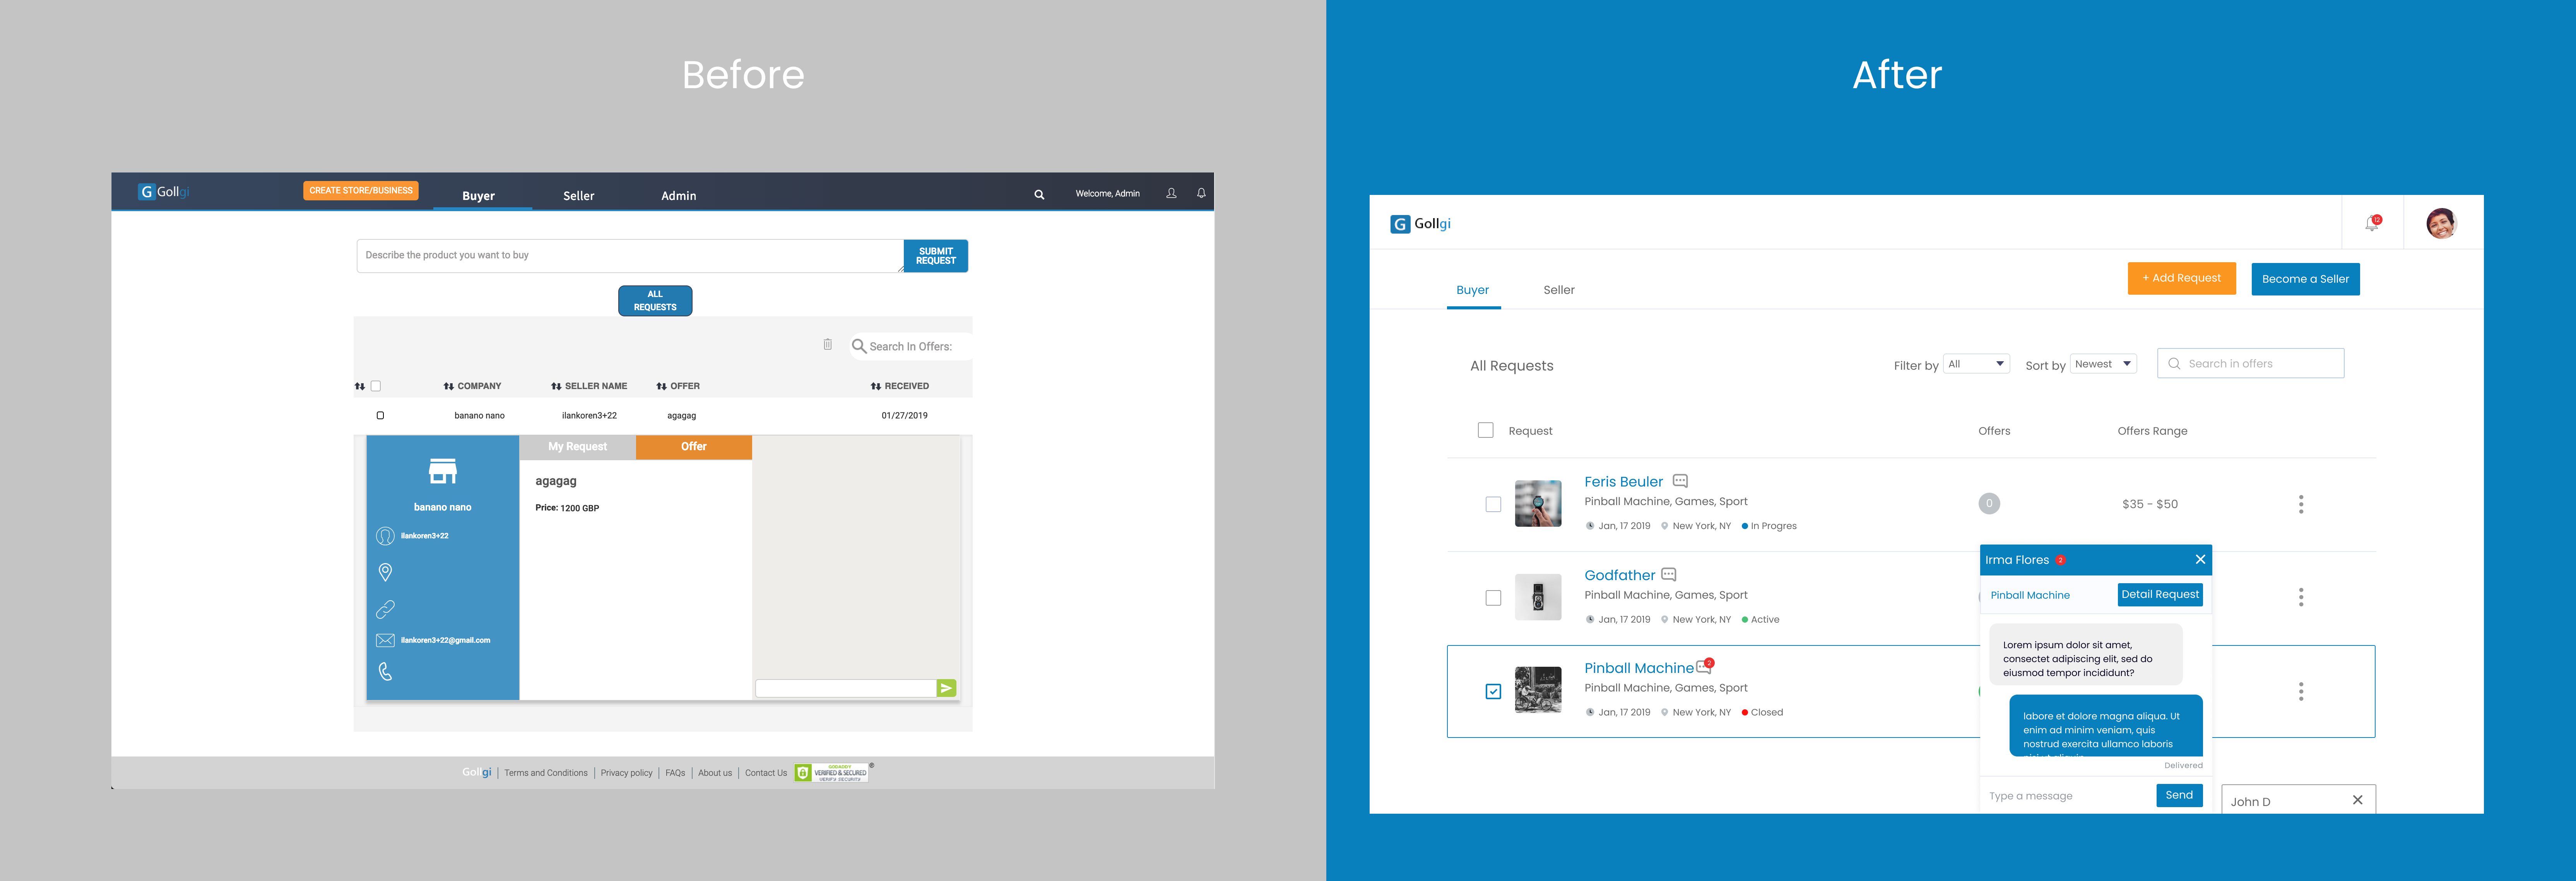 Before
G Gollgi
CREATE STORE/BUSINESS
Buyer
Seller
Admin
Welcome, Admin
Describe the product you want to buy
SUBMIT
REQUEST
ALL
REQUESTS
Search In Offers:
COMPANY
SELLER NAME
OFFER
RECEIVED
banano nano
ilankoren3+22
agagag
01/27/2019
banano nano
ilankoren3+22
ilankoren3+22@gmail.com
My Request
Offer
agagag
Price: 1200 GBP
Gollgi | Terms and Conditions | Privacy policy | FAQs | About us | Contact Us
GODADDY
VERIFIED & SECURED
VERIFY SECURITY
After
G Gollgi
12
Buyer
Seller
+ Add Request
Become a Seller
All Requests
Filter by
All
Sort by
Newest
Search in offers
Request
Offers
Offers Range
Feris Beuler
Pinball Machine, Games, Sport
Jan, 17 2019
New York, NY
In Progres
0
$35 - $50
Godfather
Pinball Machine, Games, Sport
Jan, 17 2019
New York, NY
Active
Pinball Machine
2
Pinball Machine, Games, Sport
Jan, 17 2019
New York, NY
Closed
Irma Flores
2
Pinball Machine
Detail Request
Lorem ipsum dolor sit amet,
consectet adipiscing elit, sed do
eiusmod tempor incididunt?
labore et dolore magna aliqua. Ut
enim ad minim veniam, quis
nostrud exercita ullamco laboris
Delivered
Type a message
Send
John D